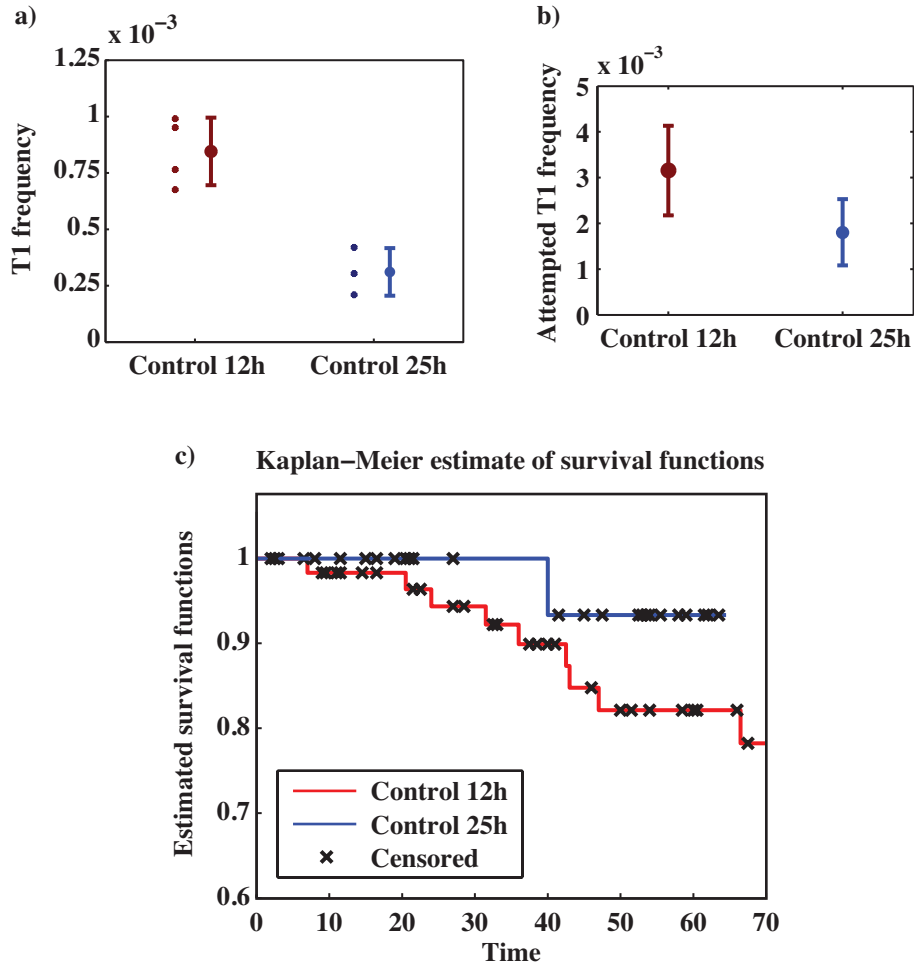 a)
x 10⁻³
1.25
1
0.75
0.5
0.25
0
T1 frequency
Control 12h
Control 25h
b)
x 10⁻³
5
4
3
2
1
0
Attempted T1 frequency
Control 12h
Control 25h
c)
Kaplan−Meier estimate of survival functions
1
0.9
0.8
0.7
0.6
Estimated survival functions
Control 12h
Control 25h
Censored
0 10 20 30 40 50 60 70
Time